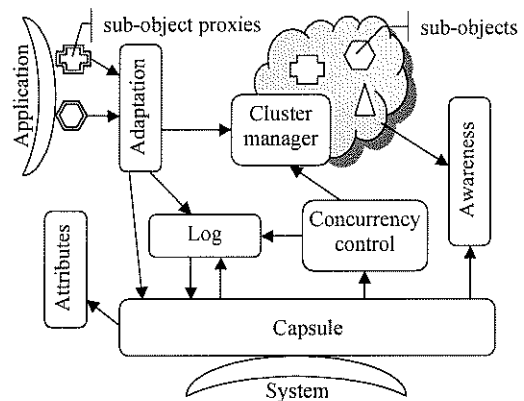 sub-object proxies
sub-objects
Application
Adaptation
Cluster
manager
Awareness
Attributes
Log
Concurrency
control
Capsule
System